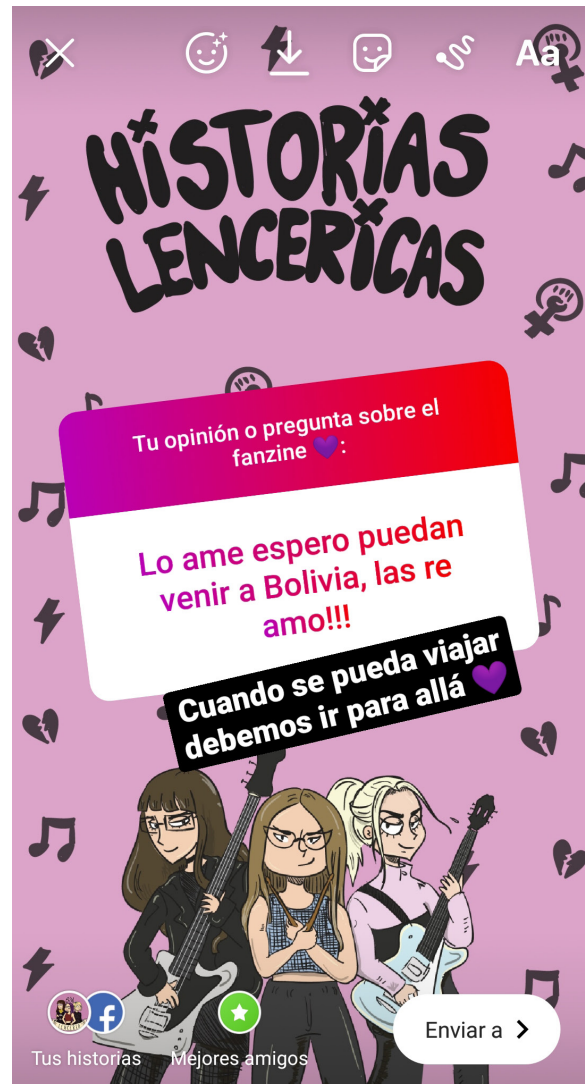 Aa
HiSTORiAS
LENCERiCAS
Tu opinión o pregunta sobre el
fanzine 💜:
Lo ame espero puedan
venir a Bolivia, las re
amo!!!
Cuando se pueda viajar
debemos ir para allá 💜
Tus historias
Mejores amigos
Enviar a